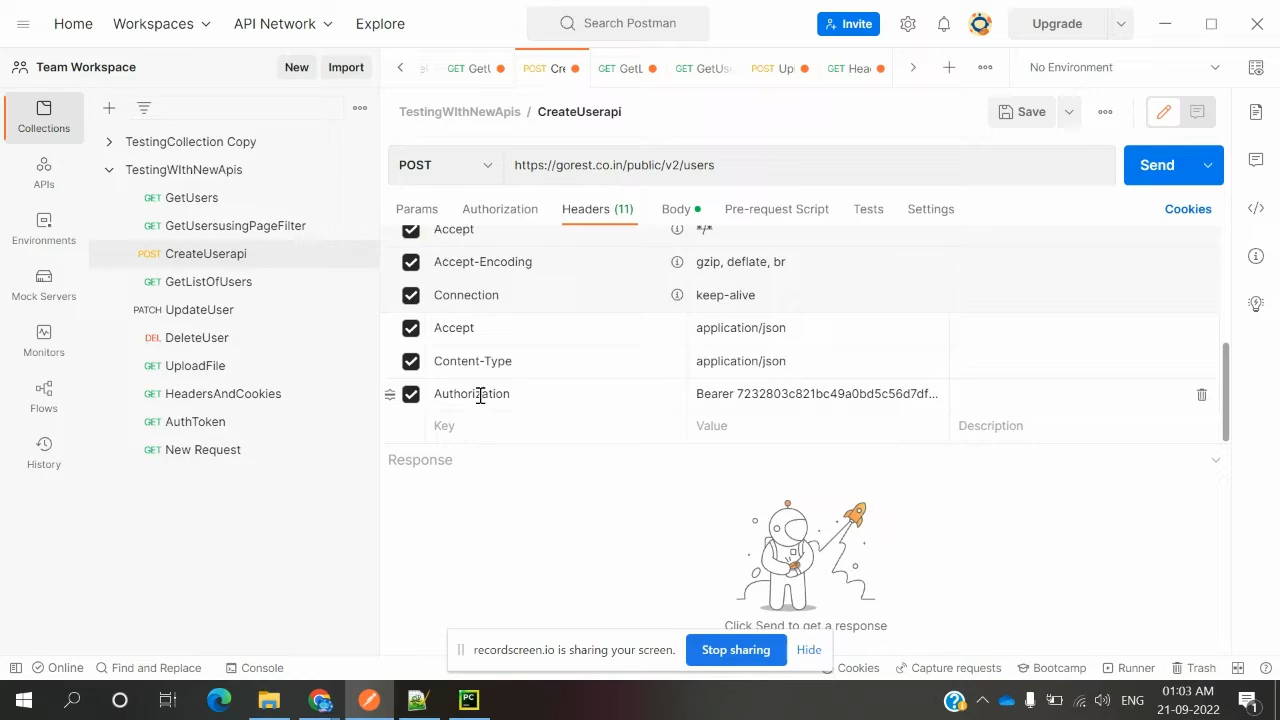 Home Workspaces API Network Explore Search Postman Invite Upgrade
Team Workspace New Import GET GetU POST Cre GET GetL GET GetUs POST Up GET Hea No Environment
Collections
APIs
Environments
Mock Servers
Monitors
Flows
History
TestingCollection Copy
TestingWIthNewApis
GET GetUsers
GET GetUsersusingPageFilter
POST CreateUserapi
GET GetListOfUsers
PATCH UpdateUser
DEL DeleteUser
GET UploadFile
GET HeadersAndCookies
GET AuthToken
GET New Request
TestingWIthNewApis / CreateUserapi Save
POST https://gorest.co.in/public/v2/users Send
Params Authorization Headers (11) Body Pre-request Script Tests Settings Cookies
Accept */*
Accept-Encoding gzip, deflate, br
Connection keep-alive
Accept application/json
Content-Type application/json
Authorization Bearer 7232803c821bc49a0bd5c56d7df...
Key Value Description
Response
Click Send to get a response
recordscreen.io is sharing your screen. Stop sharing Hide
Online Find and Replace Console Cookies Capture requests Bootcamp Runner Trash
ENG 01:03 AM
21-09-2022
1